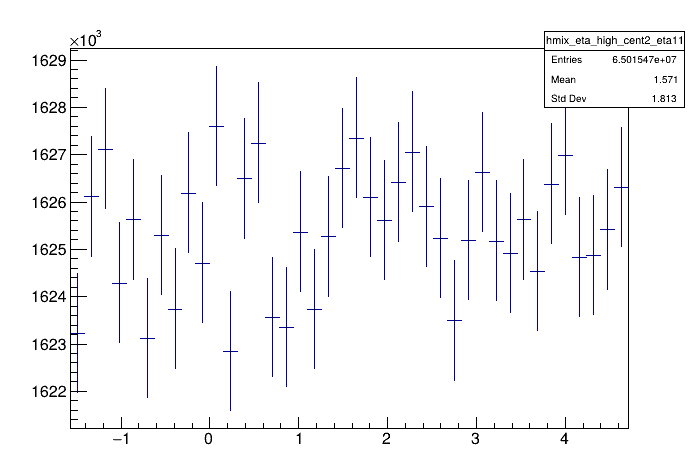 ×10³
hmix_eta_high_cent2_eta11
Entries 6.501547e+07
Mean 1.571
Std Dev 1.813
1629
1628
1627
1626
1625
1624
1623
1622
−1 0 1 2 3 4